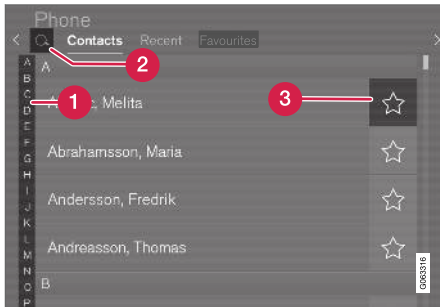 Phone
< Contacts Recent Favourites >
2
A
A
B
C
D
E
F
G
H
I
J
K
L
M
N
O
P
1
Melita
3
Abrahamsson, Maria
Andersson, Fredrik
Andreasson, Thomas
B
G063316